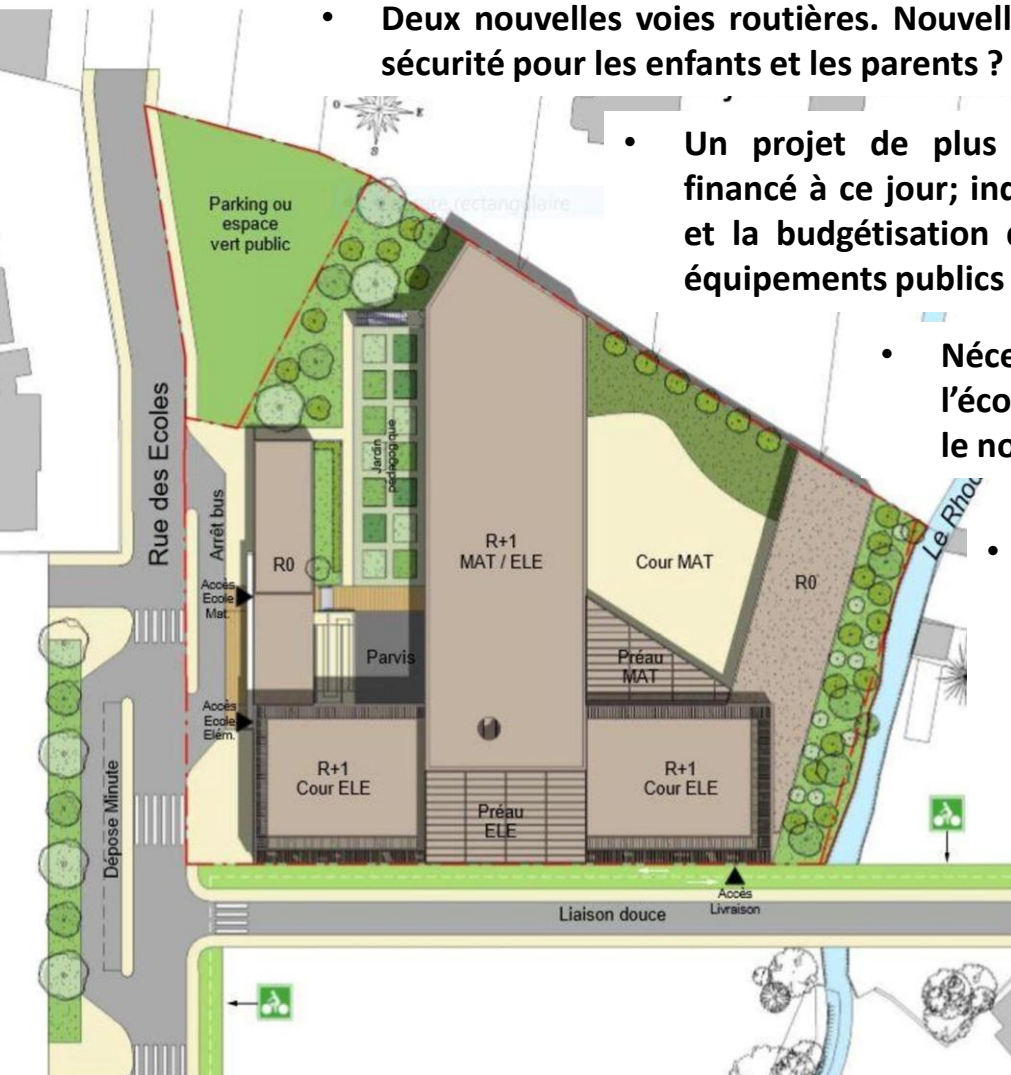 • Deux nouvelles voies routières. Nouvell
sécurité pour les enfants et les parents ?
O
E
S
• Un projet de plus
financé à ce jour; ind
et la budgétisation
équipements publics
rectangulaire
Parking ou
espace
vert public
• Néce
l'éco
le no
Rue des Ecoles
Arrêt bus
Jardin
pédagogique
R+1
MAT / ELE
Cour MAT
R0
R0
Le Rho
•
Accès
Ecole
Mat.
Parvis
Préau
MAT
Accès
Ecole
Elém.
R+1
Cour ELE
Préau
ELE
R+1
Cour ELE
Dépose Minute
Accès
Livraison
Liaison douce